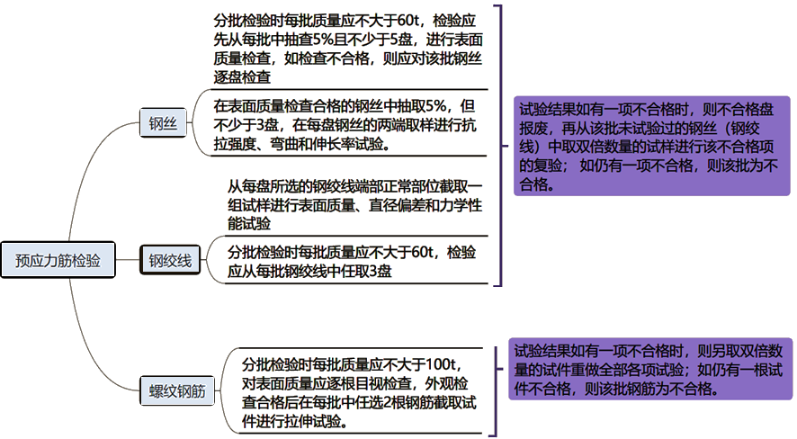 预应力筋检验
钢丝
分批检验时每批质量应不大于60t，检验应
先从每批中抽查5%且不少于5盘，进行表面
质量检查，如检查不合格，则应对该批钢丝
逐盘检查
在表面质量检查合格的钢丝中抽取5%，但
不少于3盘，在每盘钢丝的两端取样进行抗
拉强度、弯曲和伸长率试验。
钢绞线
从每盘所选的钢绞线端部正常部位截取一
组试样进行表面质量、直径偏差和力学性
能试验
分批检验时每批质量应不大于60t，检验
应从每批钢绞线中任取3盘
试验结果如有一项不合格时，则不合格盘
报废，再从该批未试验过的钢丝（钢绞
线）中取双倍数量的试样进行该不合格项
的复验； 如仍有一项不合格，则该批为不
合格。
螺纹钢筋
分批检验时每批质量应不大于100t，
对表面质量应逐根目视检查，外观检
查合格后在每批中任选2根钢筋截取试
件进行拉伸试验。
试验结果如有一项不合格时，则另取双倍数
量的试件重做全部各项试验；如仍有一根试
件不合格，则该批钢筋为不合格。